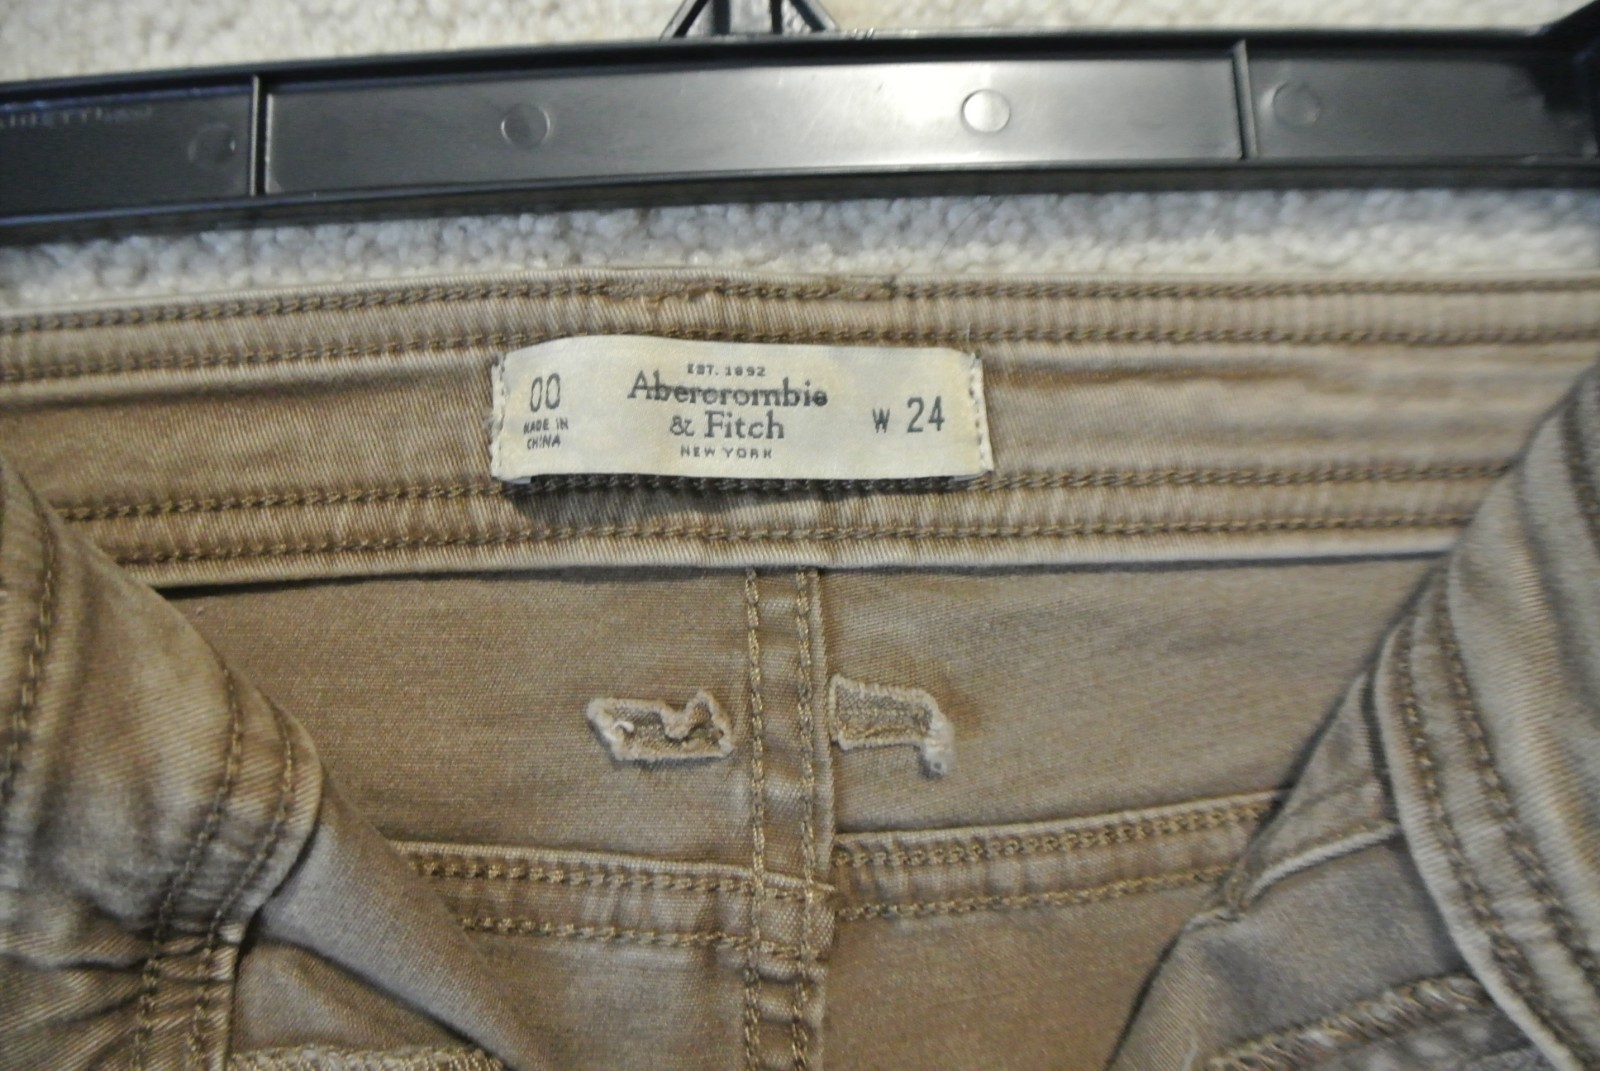 EST. 1892
Abercrombie
& Fitch
NEW YORK
00
MADE IN
CHINA
W 24